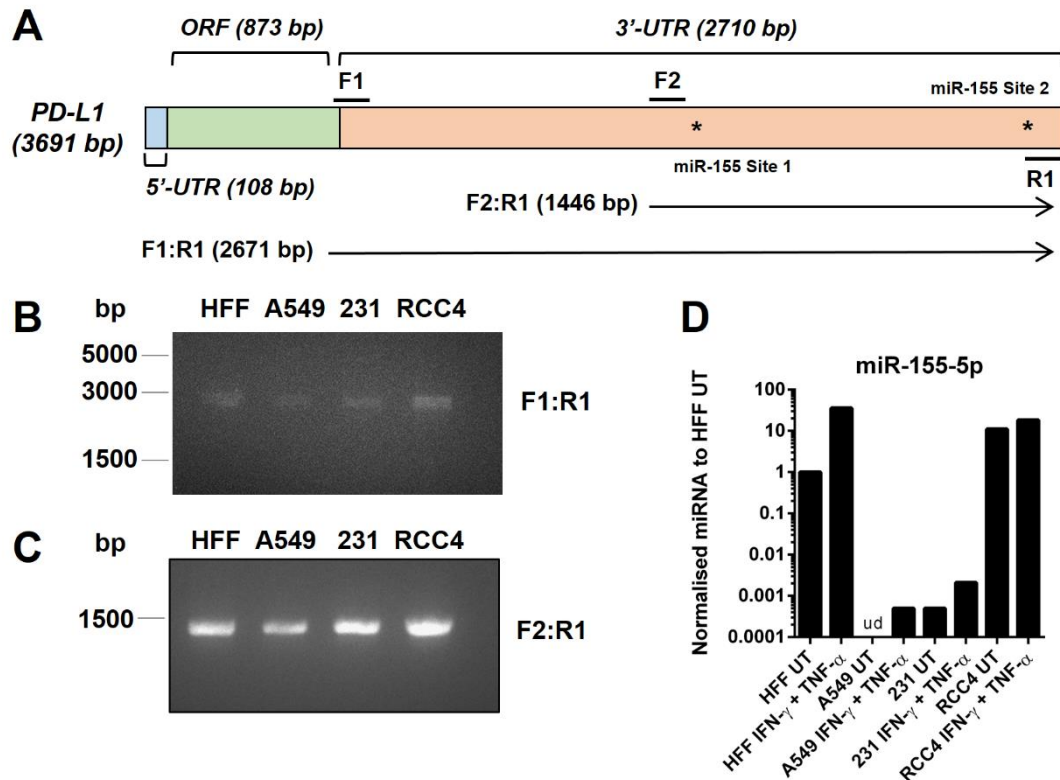 A
ORF (873 bp)
3’-UTR (2710 bp)
F1
F2
miR-155 Site 2
PD-L1
(3691 bp)
*
*
miR-155 Site 1
R1
5’-UTR (108 bp)
F2:R1 (1446 bp)
F1:R1 (2671 bp)
B
bp
HFF A549 231 RCC4
5000
3000
1500
F1:R1
C
bp
HFF A549 231 RCC4
1500
F2:R1
D
miR-155-5p
Normalised miRNA to HFF UT
100
10
1
0.1
0.01
0.001
0.0001
ud
HFF UT
HFF IFN-γ + TNF-α
A549 UT
A549 IFN-γ + TNF-α
231 UT
231 IFN-γ + TNF-α
RCC4 UT
RCC4 IFN-γ + TNF-α